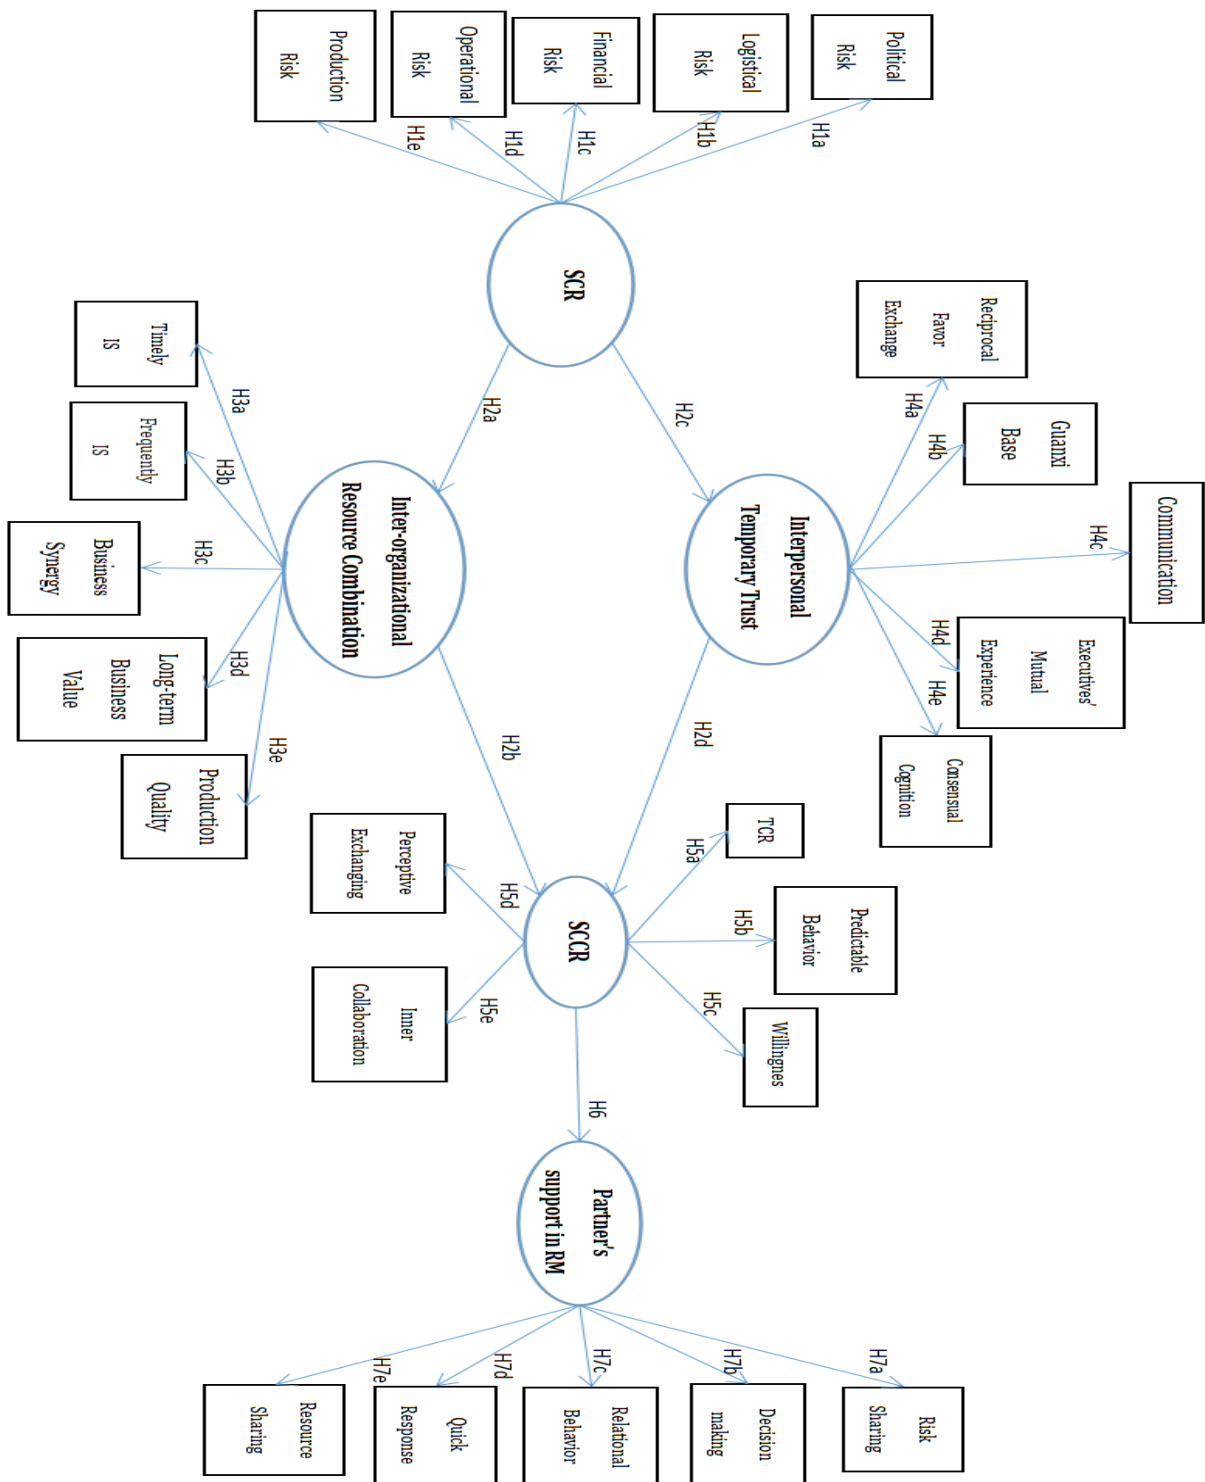 Political
Risk
Logistical
Risk
Financial
Risk
Operational
Risk
Production
Risk
H1a
H1b
H1c
H1d
H1e
SCR
H2c
H2a
Reciprocal
Favor
Exchange
Guanxi
Base
Communication
Executives'
Mutual
Experience
Consensual
Cognition
H4a
H4b
H4c
H4d
H4e
Interpersonal
Temporary Trust
Inter-organizational
Resource Combination
H3a
H3b
H3c
H3d
H3e
Timely
IS
Frequently
IS
Business
Synergy
Long-term
Business
Value
Production
Quality
H2d
H2b
TCR
Predictable
Behavior
Willingnes
H5a
H5b
H5c
SCCR
H5d
H5e
Perceptive
Exchanging
Inner
Collaboration
H6
Partner's
support in RM
H7a
H7b
H7c
H7d
H7e
Risk
Sharing
Decision
making
Relational
Behavior
Quick
Response
Resource
Sharing